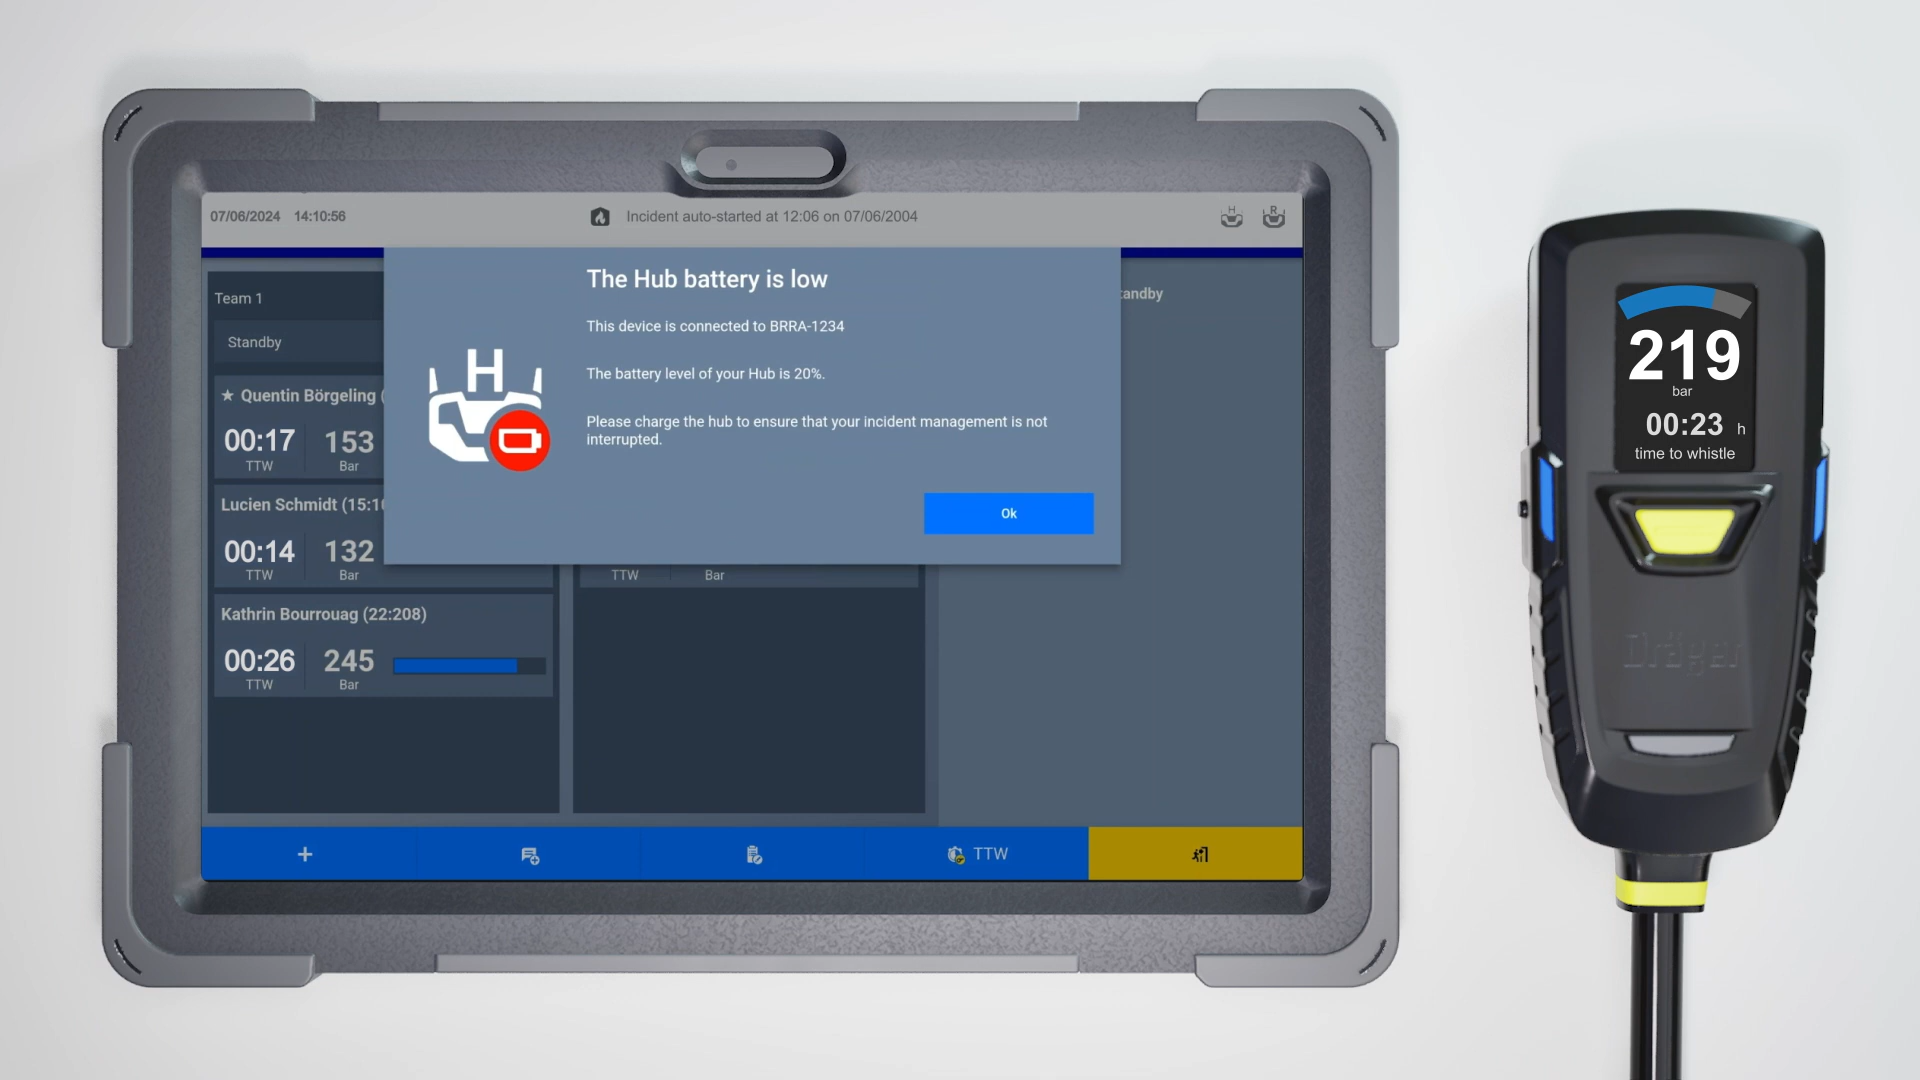 07/06/2024 14:10:56
Incident auto-started at 12:06 on 07/06/2004
H
R
Team 1
Standby
★ Quentin Börgeling (
00:17
153
TTW
Bar
Lucien Schmidt (15:1
00:14
132
TTW
Bar
Kathrin Bourrouag (22:208)
00:26
245
TTW
Bar
The Hub battery is low
This device is connected to BRRA-1234
H
The battery level of your Hub is 20%.
Please charge the hub to ensure that your incident management is not
interrupted.
Ok
TTW
Bar
tandby
+
TTW
219
bar
00:23 h
time to whistle
Dräger